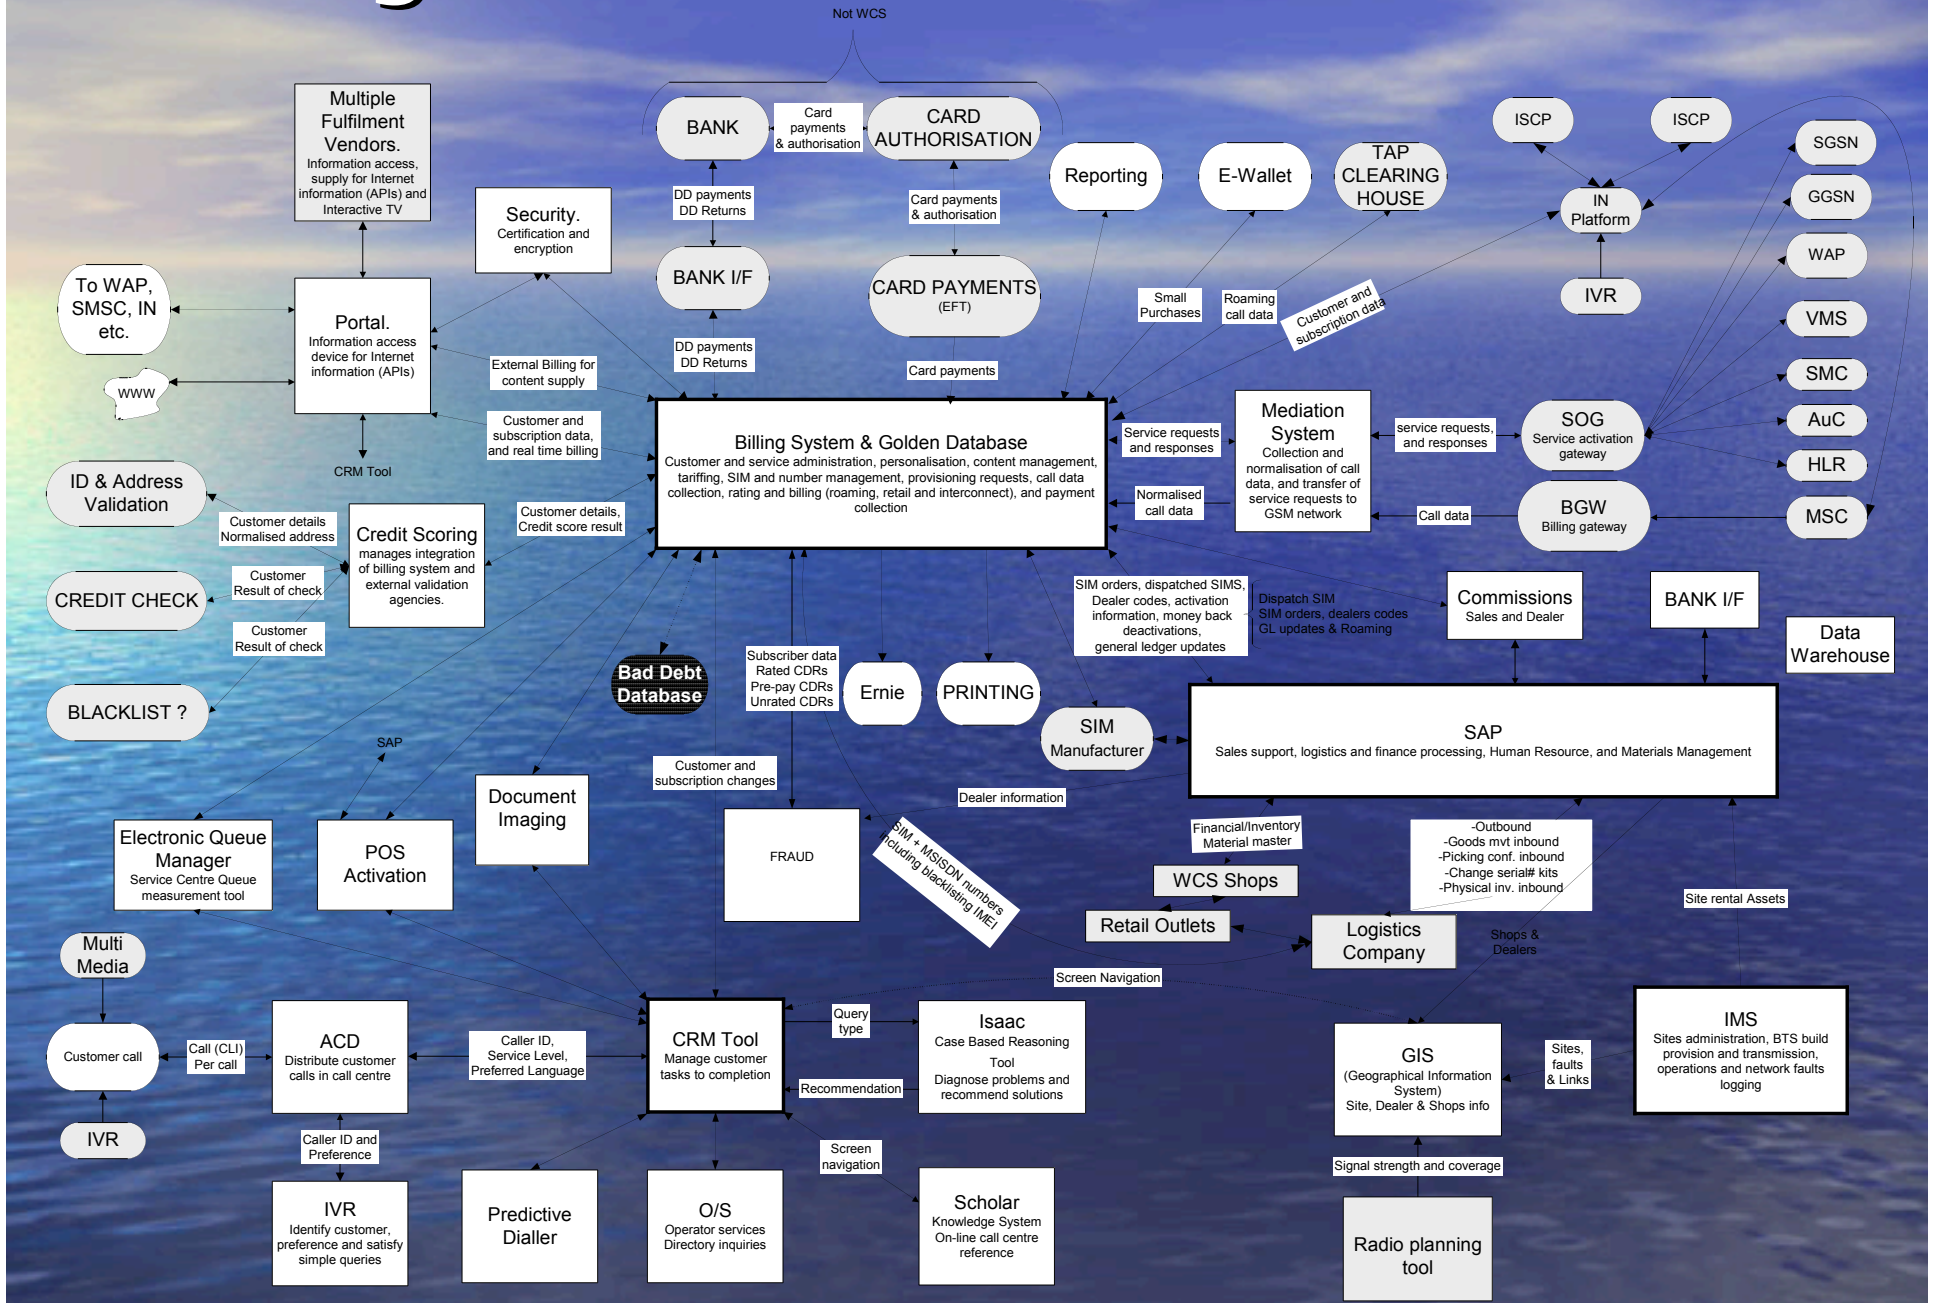 Not WCS
Multiple
Fulfilment
Vendors.
Information access,
supply for Internet
information (APIs) and
Interactive TV
BANK
Card
payments
& authorisation
CARD
AUTHORISATION
Reporting
E-Wallet
TAP
CLEARING
HOUSE
ISCP
ISCP
SGSN
GGSN
WAP
VMS
SMC
AuC
HLR
MSC
IN
Platform
IVR
Security.
Certification and
encryption
DD payments
DD Returns
Card payments
& authorisation
BANK I/F
CARD PAYMENTS
(EFT)
DD payments
DD Returns
Card payments
Small
Purchases
Roaming
call data
Customer and
subscription data
To WAP,
SMSC, IN
etc.
www
Portal.
Information access
device for Internet
information (APIs)
CRM Tool
External Billing for
content supply
Customer and
subscription data,
and real time billing
Billing System & Golden Database
Customer and service administration, personalisation, content management,
tariffing, SIM and number management, provisioning requests, call data
collection, rating and billing (roaming, retail and interconnect), and payment
collection
Service requests
and responses
Normalised
call data
Mediation
System
Collection and
normalisation of call
data, and transfer of
service requests to
GSM network
service requests,
and responses
Call data
SOG
Service activation
gateway
BGW
Billing gateway
ID & Address
Validation
Customer details
Normalised address
Credit Scoring
manages integration
of billing system and
external validation
agencies.
Customer details,
Credit score result
CREDIT CHECK
Customer
Result of check
Customer
Result of check
BLACKLIST ?
Bad Debt
Database
Subscriber data
Rated CDRs
Pre-pay CDRs
Unrated CDRs
Ernie
PRINTING
SIM orders, dispatched SIMS,
Dealer codes, activation
information, money back
deactivations,
general ledger updates
Dispatch SIM
SIM orders, dealers codes
GL updates & Roaming
Commissions
Sales and Dealer
BANK I/F
Data
Warehouse
SIM
Manufacturer
SAP
Sales support, logistics and finance processing, Human Resource, and Materials Management
SAP
Customer and
subscription changes
Document
Imaging
Dealer information
FRAUD
SIM + MSISDN numbers
including blacklisting IMEI
Financial/Inventory
Material master
-Outbound
-Goods mvt inbound
-Picking conf. inbound
-Change serial# kits
-Physical inv. inbound
Electronic Queue
Manager
Service Centre Queue
measurement tool
POS
Activation
WCS Shops
Retail Outlets
Logistics
Company
Shops &
Dealers
Site rental Assets
Multi
Media
Customer call
IVR
Call (CLI)
Per call
ACD
Distribute customer
calls in call centre
Caller ID,
Service Level,
Preferred Language
CRM Tool
Manage customer
tasks to completion
Query
type
Recommendation
Isaac
Case Based Reasoning
Tool
Diagnose problems and
recommend solutions
Screen Navigation
GIS
(Geographical Information
System)
Site, Dealer & Shops info
Sites,
faults
& Links
IMS
Sites administration, BTS build
provision and transmission,
operations and network faults
logging
Caller ID and
Preference
IVR
Identify customer,
preference and satisfy
simple queries
Predictive
Dialler
O/S
Operator services
Directory inquiries
Screen
navigation
Scholar
Knowledge System
On-line call centre
reference
Signal strength and coverage
Radio planning
tool